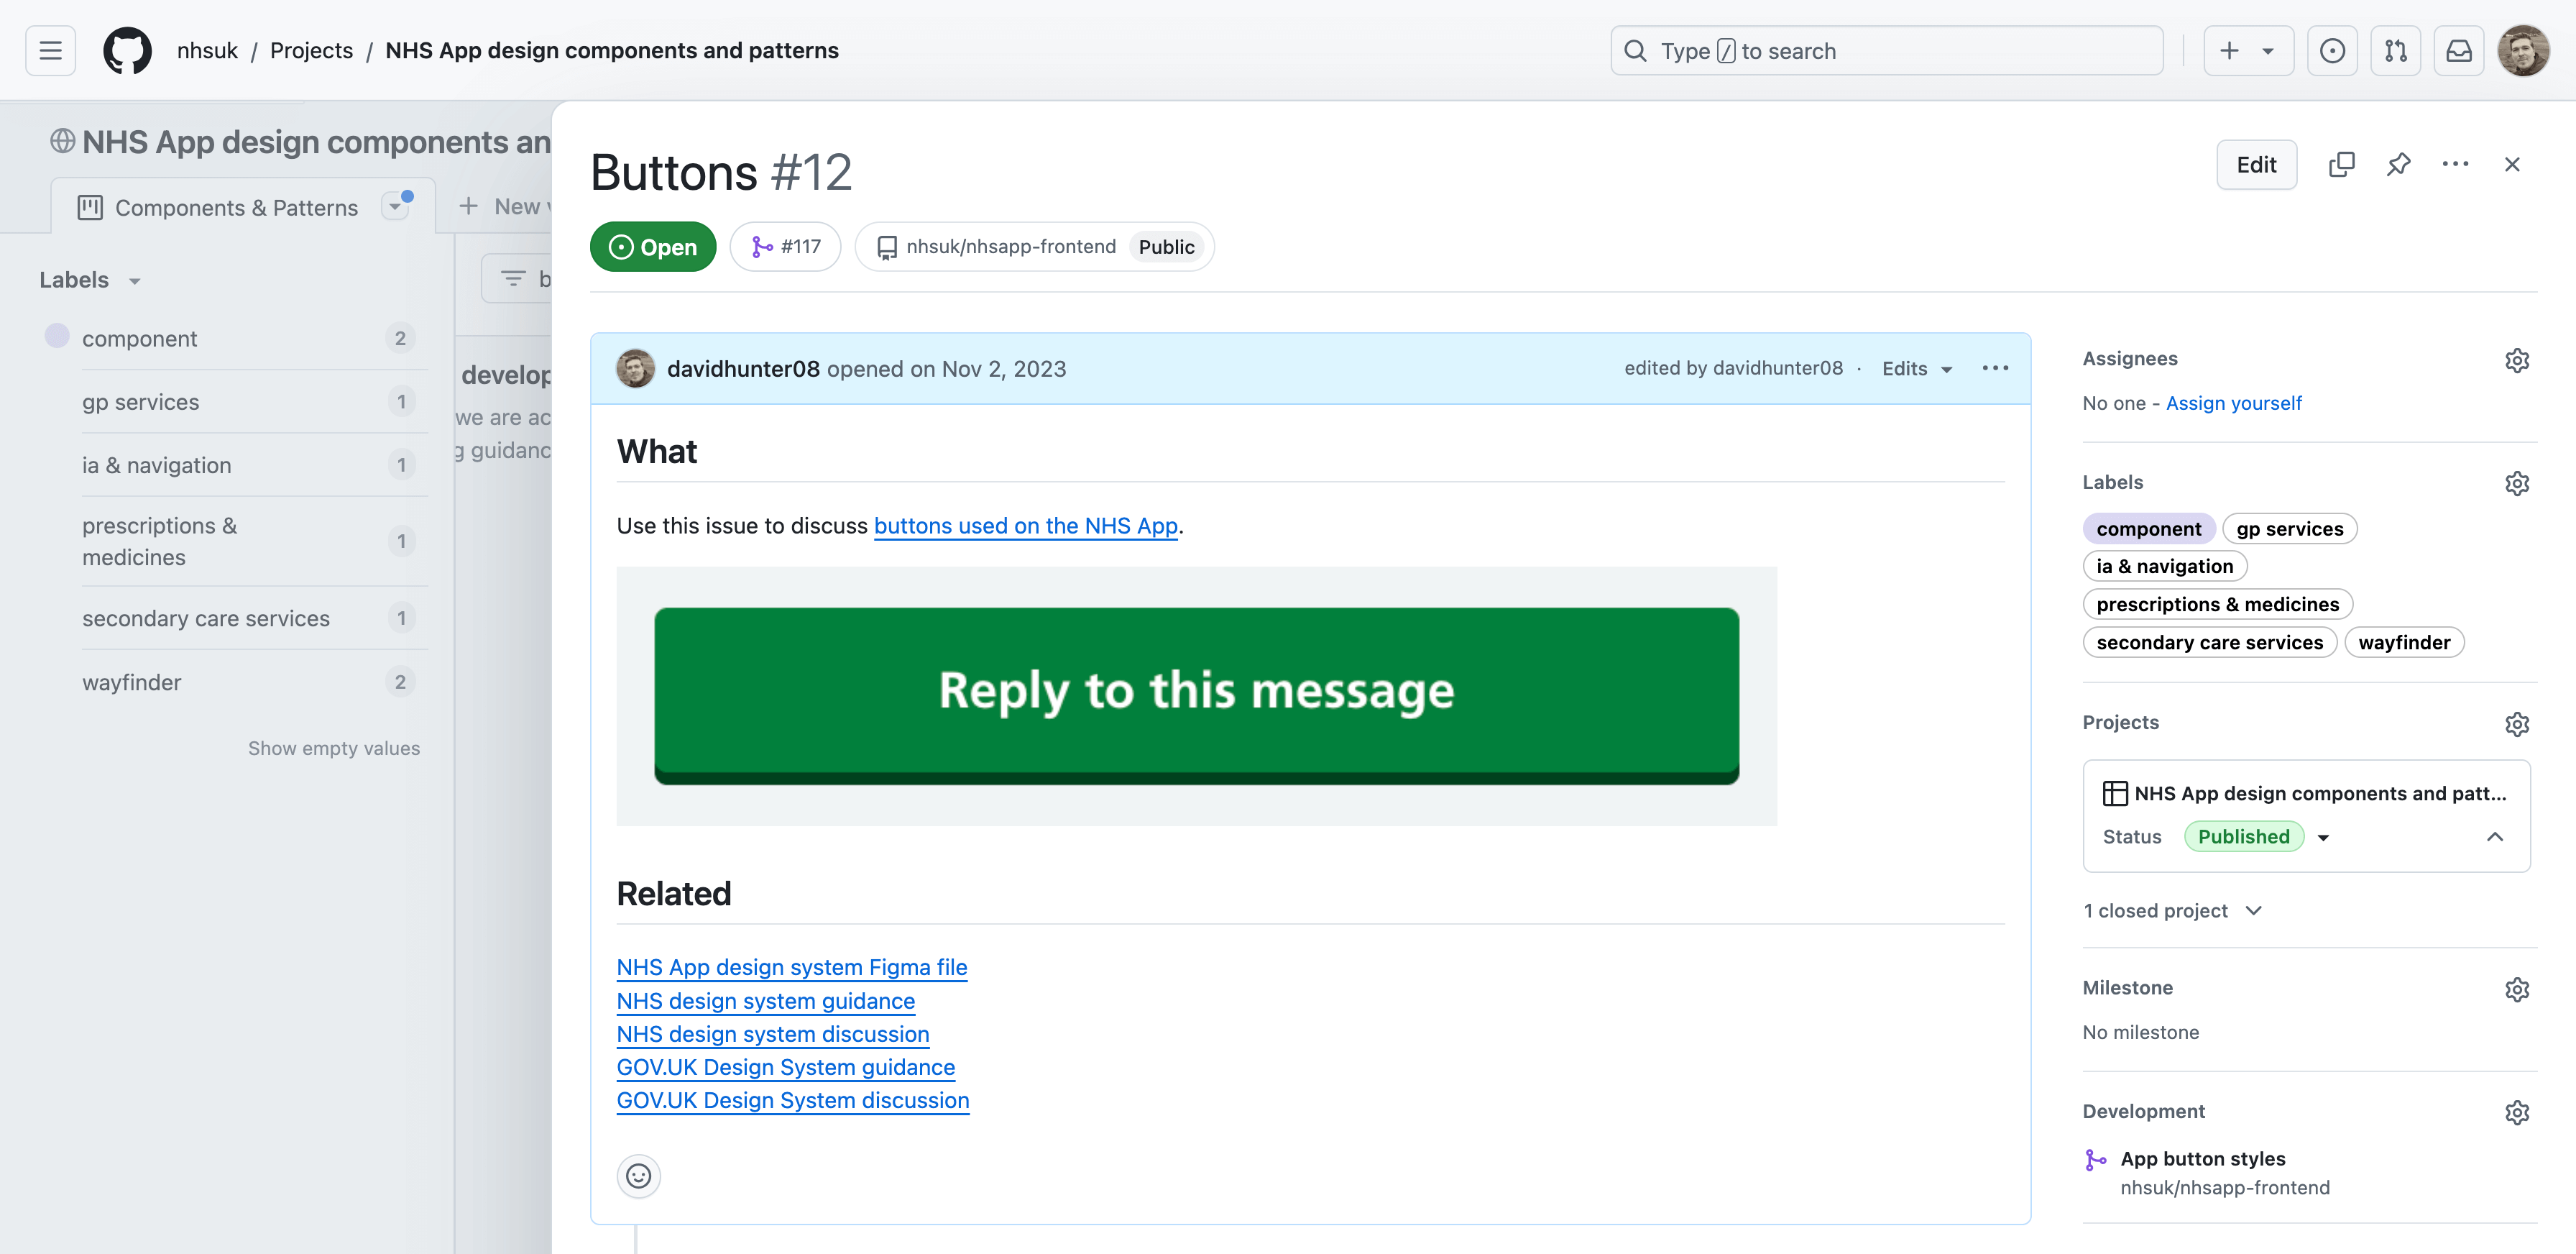 nhsuk / Projects / NHS App design components and patterns
Type / to search
NHS App design components an
Components & Patterns
New
Labels
component 2
gp services 1
ia & navigation 1
prescriptions &
medicines 1
secondary care services 1
wayfinder 2
Show empty values
b
develop
we are ac
g guidanc
Buttons #12
Edit
Open
#117
nhsuk/nhsapp-frontend Public
davidhunter08 opened on Nov 2, 2023
edited by davidhunter08 · Edits
What
Use this issue to discuss buttons used on the NHS App.
Reply to this message
Related
NHS App design system Figma file
NHS design system guidance
NHS design system discussion
GOV.UK Design System guidance
GOV.UK Design System discussion
Assignees
No one - Assign yourself
Labels
component gp services
ia & navigation
prescriptions & medicines
secondary care services wayfinder
Projects
NHS App design components and patt...
Status Published
1 closed project
Milestone
No milestone
Development
App button styles
nhsuk/nhsapp-frontend